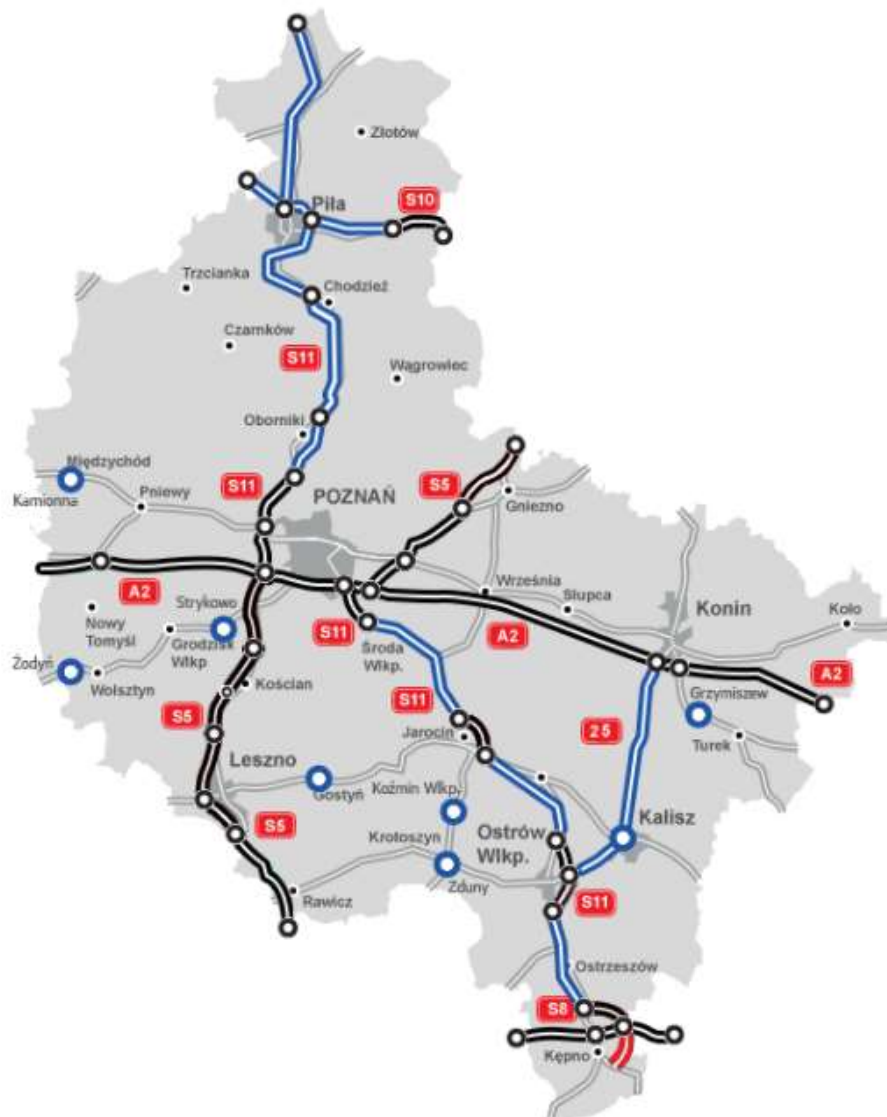 Złotów
Piła
S10
Trzcianka
Chodzież
Czarnków
S11
Wągrowiec
Oborniki
Międzychód
Kamionna
Pniewy
S11
POZNAŃ
S5
Gniezno
A2
Strykowo
Września
Słupca
Konin
Koło
Nowy
Tomyśl
Grodzisk
Wlkp
S11
Środa
Wlkp.
A2
Żodyń
Wolsztyn
Kościan
A2
Grzymiszew
S5
S11
Jarocin
25
Turek
Leszno
Gostyń
Koźmin Wlkp.
Kalisz
S5
Krotoszyn
Ostrów
Wlkp.
Rawicz
Zduny
S11
Ostrzeszów
S8
Kępno